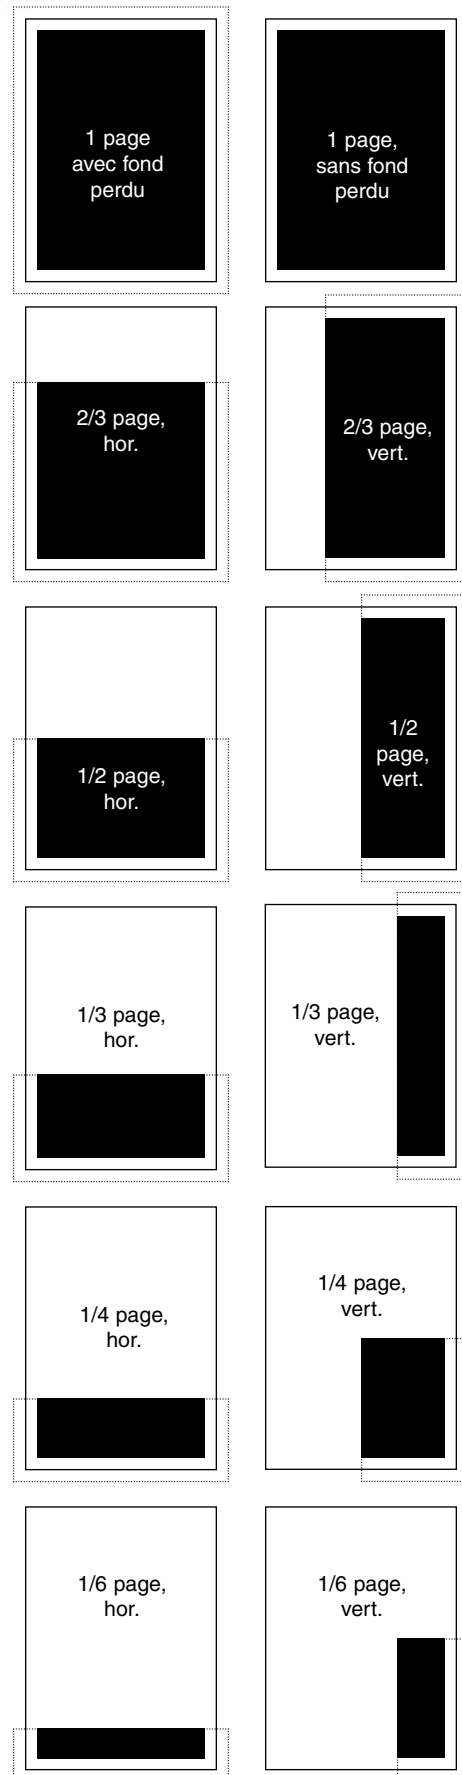 1 page
avec fond
perdu
1 page,
sans fond
perdu
2/3 page,
hor.
2/3 page,
vert.
1/2 page,
hor.
1/2
page,
vert.
1/3 page,
hor.
1/3 page,
vert.
1/4 page,
hor.
1/4 page,
vert.
1/6 page,
hor.
1/6 page,
vert.